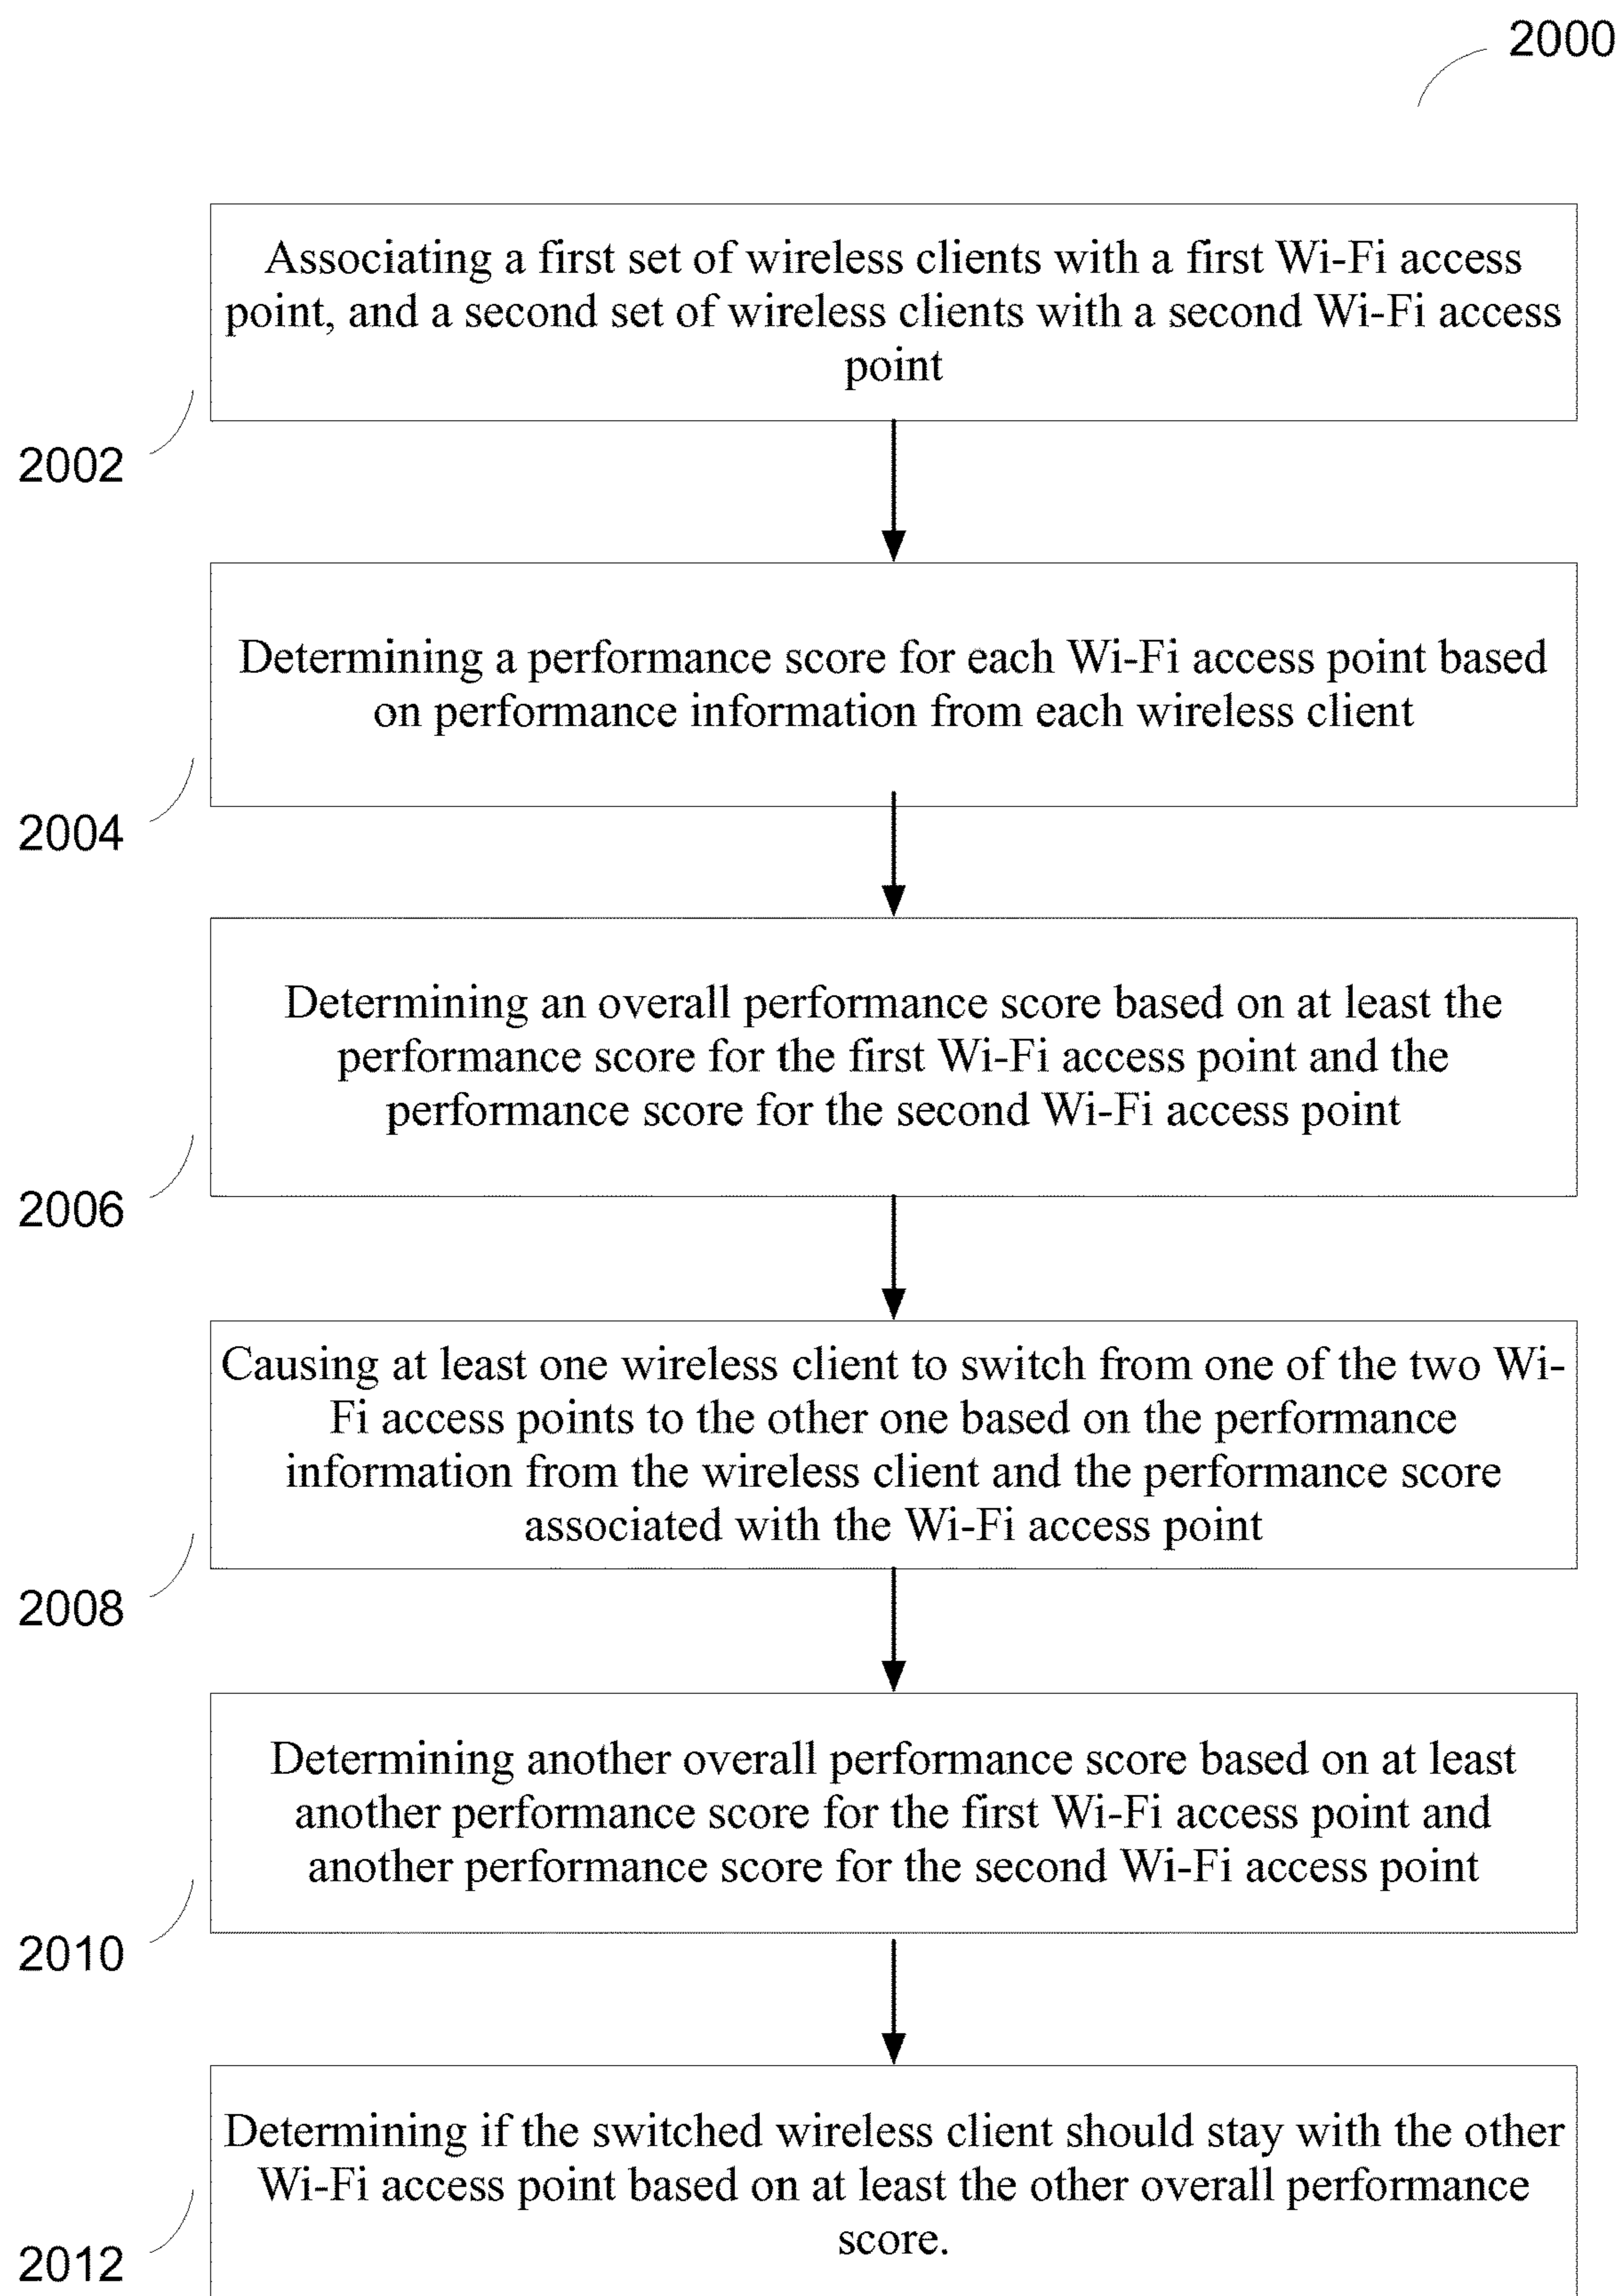 2000
Associating a first set of wireless clients with a first Wi-Fi access
point, and a second set of wireless clients with a second Wi-Fi access
point
2002
Determining a performance score for each Wi-Fi access point based
on performance information from each wireless client
2004
Determining an overall performance score based on at least the
performance score for the first Wi-Fi access point and the
performance score for the second Wi-Fi access point
2006
Causing at least one wireless client to switch from one of the two Wi-
Fi access points to the other one based on the performance
information from the wireless client and the performance score
associated with the Wi-Fi access point
2008
Determining another overall performance score based on at least
another performance score for the first Wi-Fi access point and
another performance score for the second Wi-Fi access point
2010
Determining if the switched wireless client should stay with the other
Wi-Fi access point based on at least the other overall performance
score.
2012